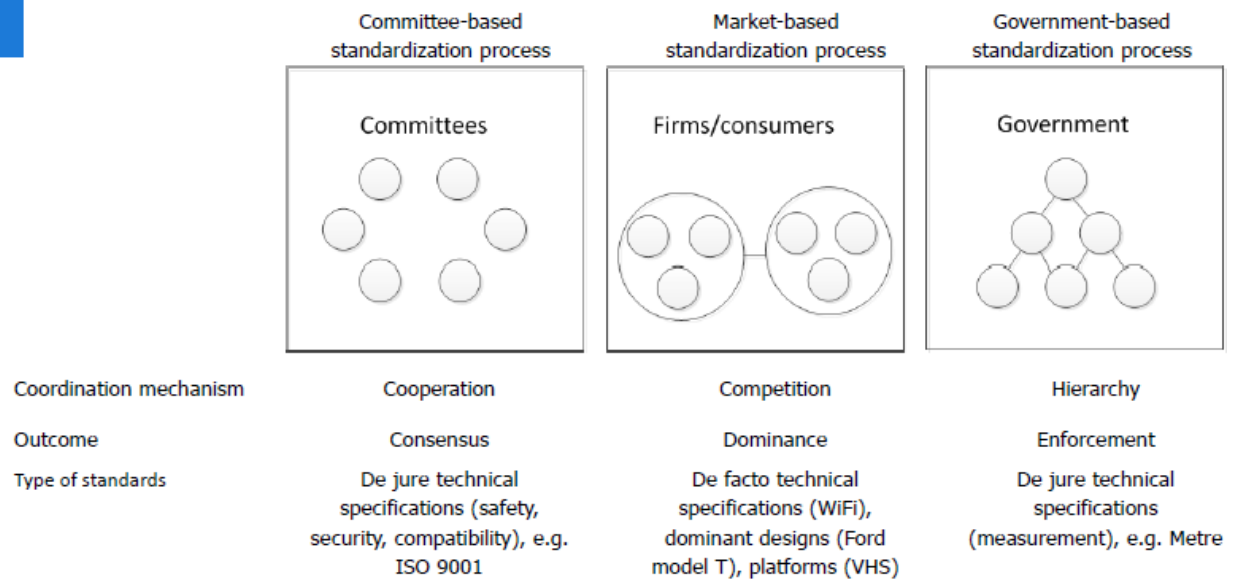 Committee-based
standardization process
Market-based
standardization process
Government-based
standardization process
Committees
Firms/consumers
Government
Coordination mechanism
Cooperation
Competition
Hierarchy
Outcome
Consensus
Dominance
Enforcement
Type of standards
De jure technical
specifications (safety,
security, compatibility), e.g.
ISO 9001
De facto technical
specifications (WiFi),
dominant designs (Ford
model T), platforms (VHS)
De jure technical
specifications
(measurement), e.g. Metre